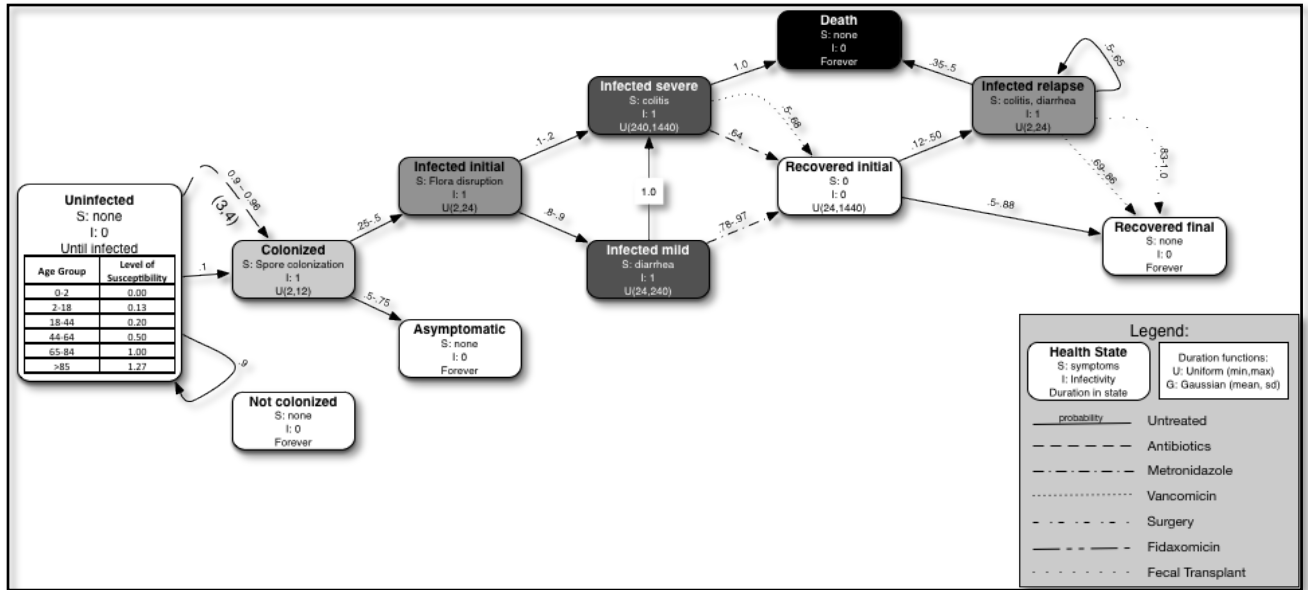 Death
S: none
I: 0
Forever
Infected severe
S: colitis
I: 1
U(240,1440)
Infected relapse
S: colitis, diarrhea
I: 1
U(2,24)
1.0
.35-.5
.5-.65
.5-.68
.64
.1-.2
.12-.50
.69-.86
.83-1.0
Infected initial
S: Flora disruption
I: 1
U(2,24)
Recovered initial
S: 0
I: 0
U(24,1440)
1.0
.8-.9
.78-.97
.5-.88
Recovered final
S: none
I: 0
Forever
Uninfected
S: none
I: 0
Until infected
Age Group Level of Susceptibility
0-2 0.00
2-18 0.13
18-44 0.20
44-64 0.50
65-84 1.00
>85 1.27
0.9 – 0.96
(3,4)
.1
.9
Colonized
S: Spore colonization
I: 1
U(2,12)
.25-.5
.5-.75
Infected mild
S: diarrhea
I: 1
U(24,240)
Asymptomatic
S: none
I: 0
Forever
Not colonized
S: none
I: 0
Forever
Legend:
Health State
S: symptoms
I: Infectivity
Duration in state
Duration functions:
U: Uniform (min,max)
G: Gaussian (mean, sd)
probability
Untreated
Antibiotics
Metronidazole
Vancomicin
Surgery
Fidaxomicin
Fecal Transplant